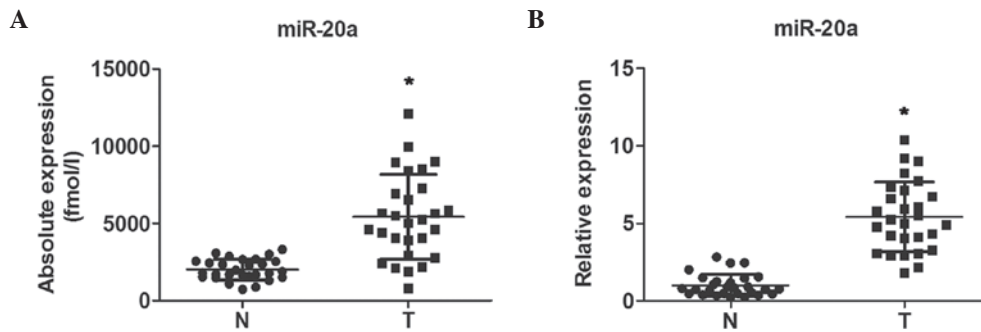 A
miR-20a
Absolute expression
(fmol/l)
15000
10000
5000
0
*
N
T
B
miR-20a
Relative expression
15
10
5
0
*
N
T